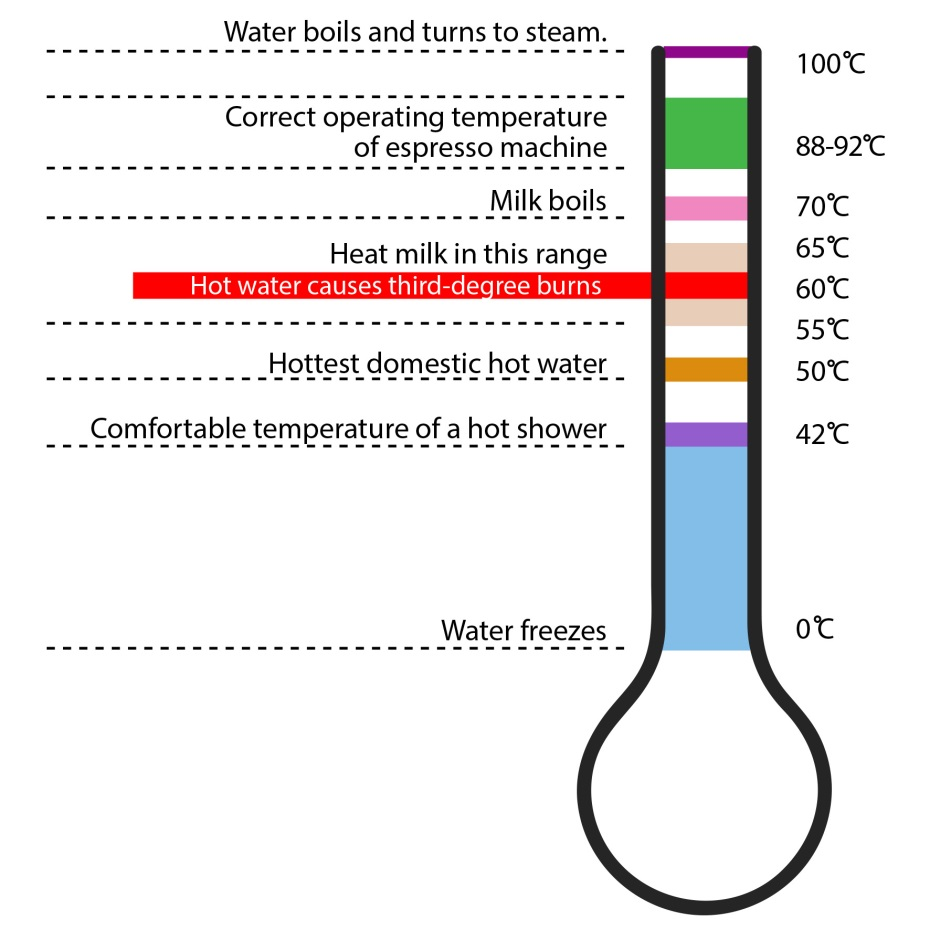 Water boils and turns to steam.
100℃
Correct operating temperature
of espresso machine
88-92℃
Milk boils
70℃
65℃
Heat milk in this range
Hot water causes third-degree burns
60℃
55℃
Hottest domestic hot water
50℃
Comfortable temperature of a hot shower
42℃
Water freezes
0℃